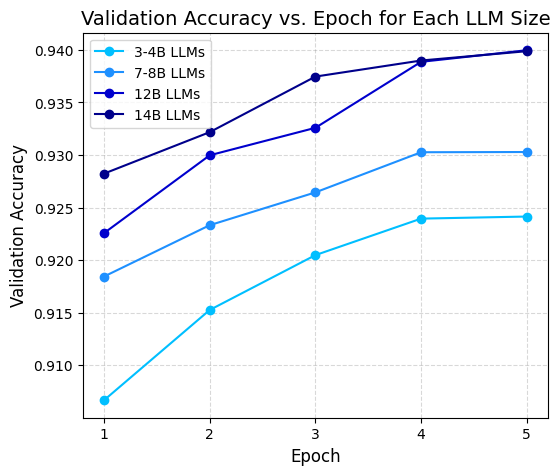 Validation Accuracy vs. Epoch for Each LLM Size
3-4B LLMs
7-8B LLMs
12B LLMs
14B LLMs
Validation Accuracy
0.940
0.935
0.930
0.925
0.920
0.915
0.910
1 2 3 4 5
Epoch